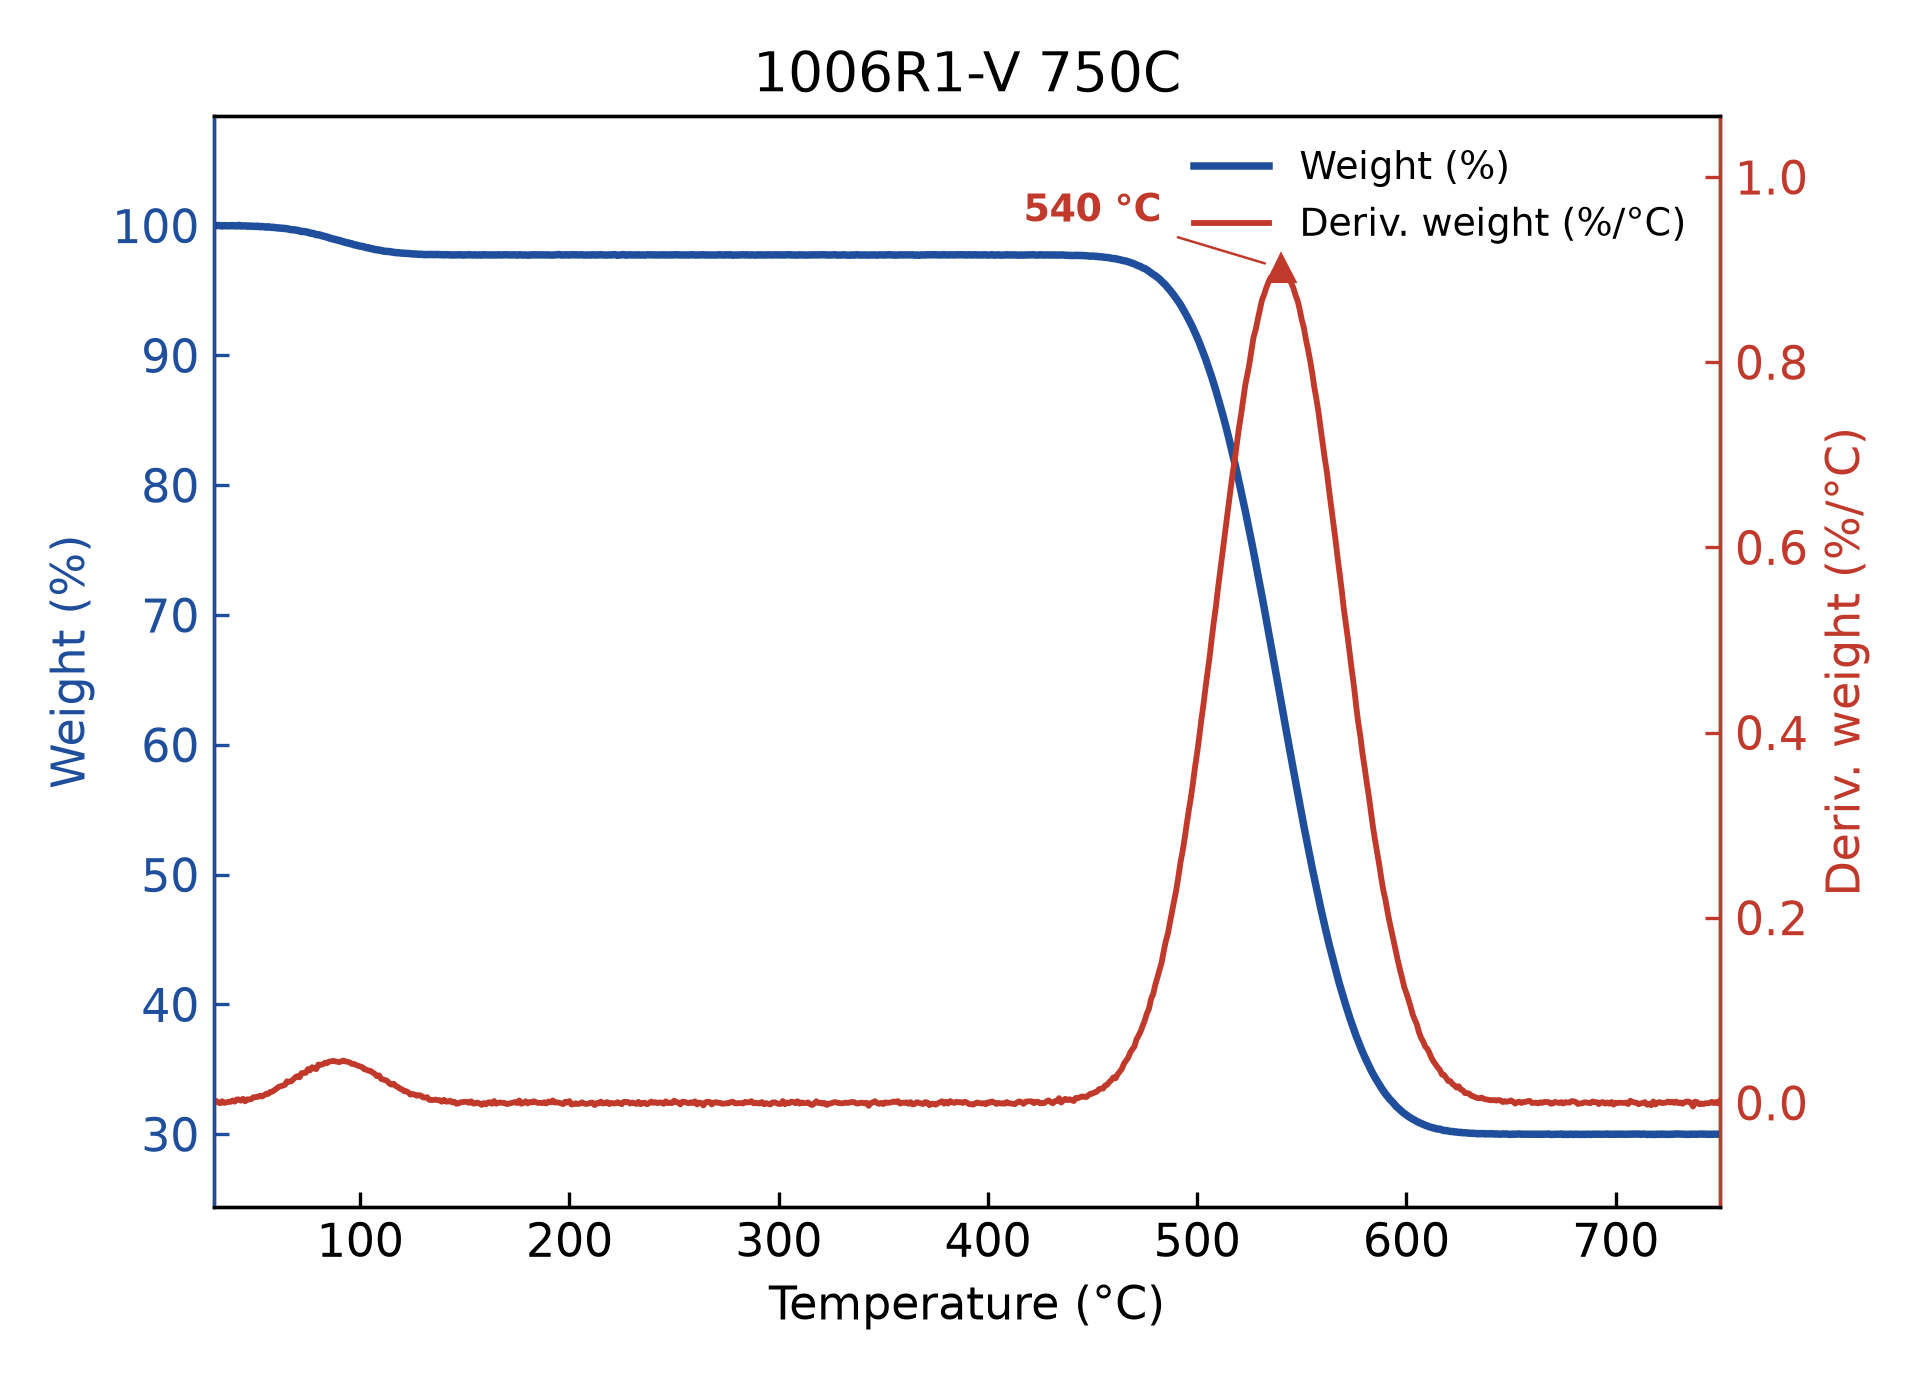 1006R1-V 750C
Weight (%)
Deriv. weight (%/°C)
540 °C
100
90
80
70
60
50
40
30
Weight (%)
1.0
0.8
0.6
0.4
0.2
0.0
Deriv. weight (%/°C)
100 200 300 400 500 600 700
Temperature (°C)